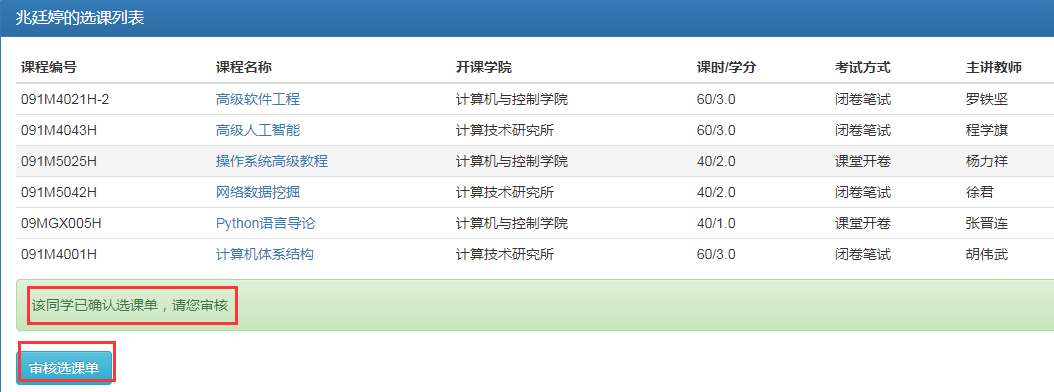 兆廷婷的选课列表
课程编号 课程名称 开课学院 课时/学分 考试方式 主讲教师
091M4021H-2 高级软件工程 计算机与控制学院 60/3.0 闭卷笔试 罗铁坚
091M4043H 高级人工智能 计算技术研究所 60/3.0 闭卷笔试 程学旗
091M5025H 操作系统高级教程 计算机与控制学院 40/2.0 课堂开卷 杨力祥
091M5042H 网络数据挖掘 计算技术研究所 40/2.0 闭卷笔试 徐君
09MGX005H Python语言导论 计算机与控制学院 40/1.0 课堂开卷 张晋连
091M4001H 计算机体系结构 计算技术研究所 60/3.0 闭卷笔试 胡伟武
该同学已确认选课单，请您审核
审核选课单